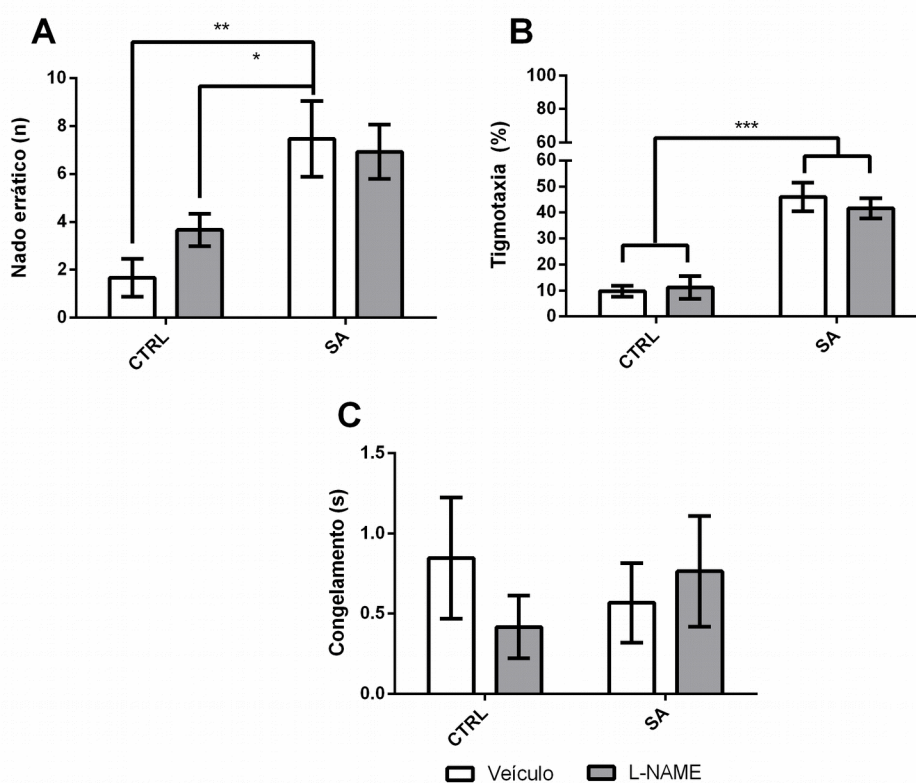 A
**
*
Nado errático (n)
10
8
6
4
2
0
CTRL
SA
B
***
Tigmotaxia (%)
100
80
60
60
50
40
30
20
10
0
CTRL
SA
C
Congelamento (s)
1.5
1.0
0.5
0.0
CTRL
SA
Veículo
L-NAME